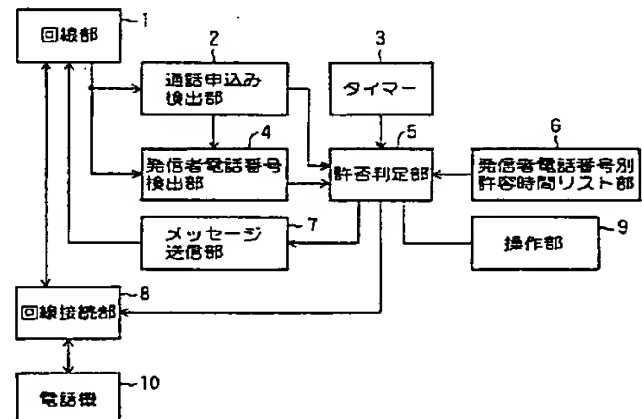 1
回線部
2
通話申込み
検出部
3
タイマー
4
発信者電話番号
検出部
5
許否判定部
6
発信者電話番号別
許容時間リスト部
7
メッセージ
送信部
操作部
9
8
回線接続部
電話機
10